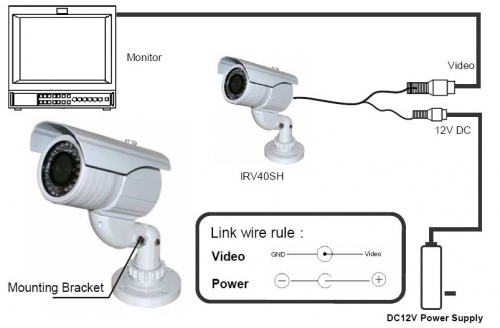 Monitor
Video
12V DC
IRV40SH
Link wire rule :
Video GND Video
Power − +
Mounting Bracket
DC12V Power Supply